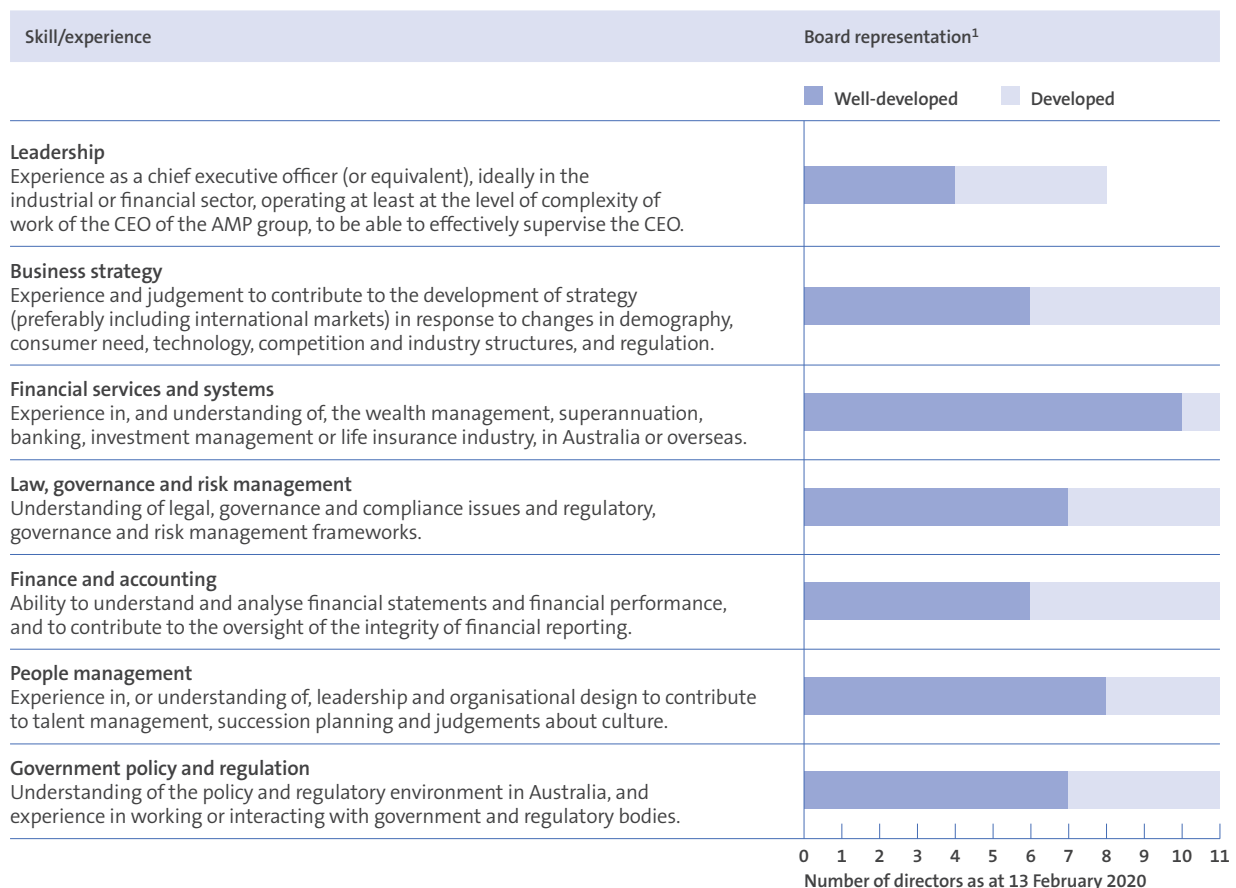 Skill/experience
Board representation1
Well-developed
Developed
Leadership
Experience as a chief executive officer (or equivalent), ideally in the
industrial or financial sector, operating at least at the level of complexity of
work of the CEO of the AMP group, to be able to effectively supervise the CEO.
Business strategy
Experience and judgement to contribute to the development of strategy
(preferably including international markets) in response to changes in demography,
consumer need, technology, competition and industry structures, and regulation.
Financial services and systems
Experience in, and understanding of, the wealth management, superannuation,
banking, investment management or life insurance industry, in Australia or overseas.
Law, governance and risk management
Understanding of legal, governance and compliance issues and regulatory,
governance and risk management frameworks.
Finance and accounting
Ability to understand and analyse financial statements and financial performance,
and to contribute to the oversight of the integrity of financial reporting.
People management
Experience in, or understanding of, leadership and organisational design to contribute
to talent management, succession planning and judgements about culture.
Government policy and regulation
Understanding of the policy and regulatory environment in Australia, and
experience in working or interacting with government and regulatory bodies.
0 1 2 3 4 5 6 7 8 9 10 11
Number of directors as at 13 February 2020